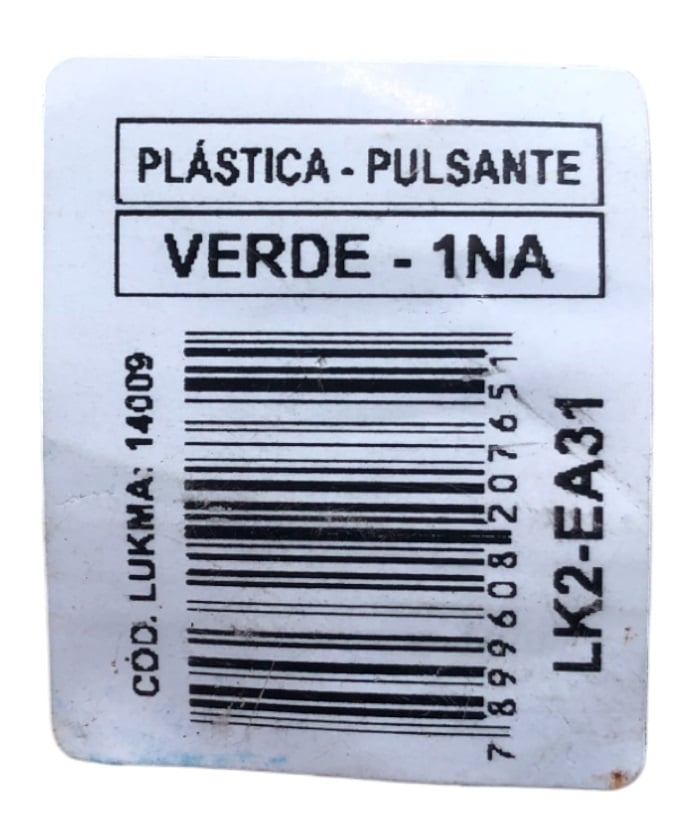 PLÁSTICA - PULSANTE
VERDE - 1NA
CÓD. LUKMA: 14009
7899608207651
LK2-EA31